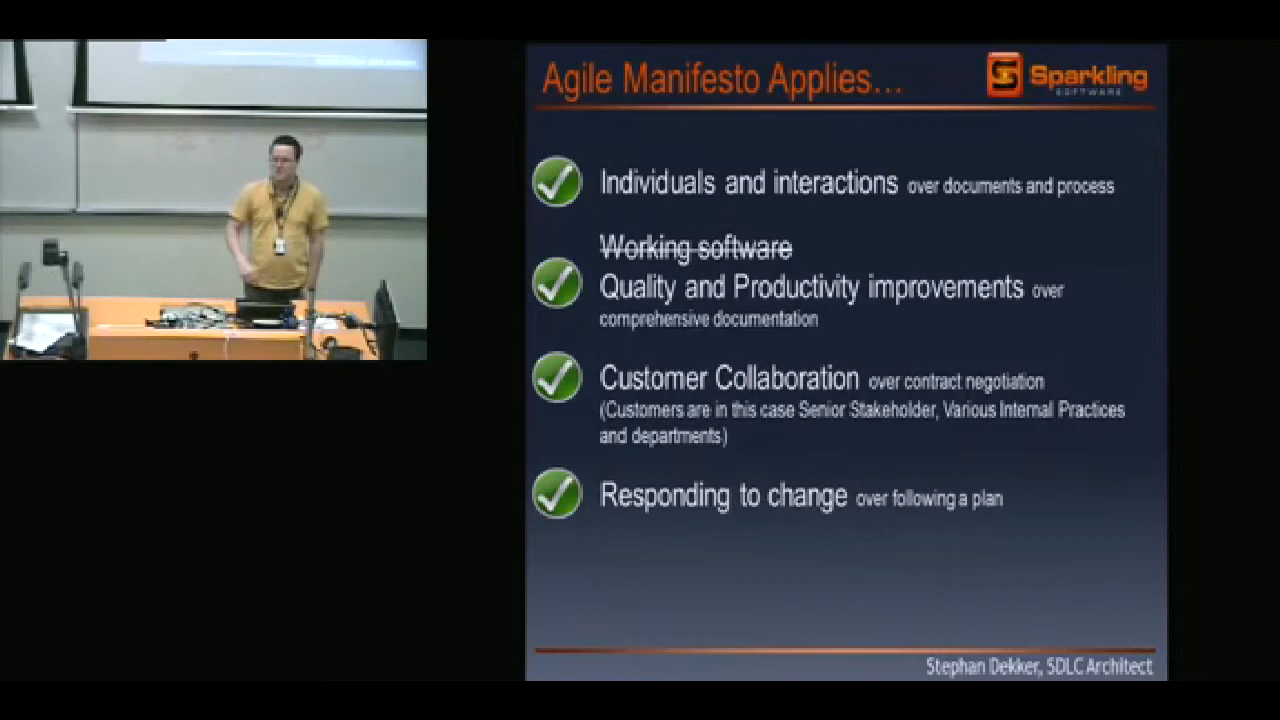 Agile Manifesto Applies...
Sparkling
SOFTWARE
Individuals and interactions over documents and process
Working software
Quality and Productivity improvements over
comprehensive documentation
Customer Collaboration over contract negotiation
(Customers are in this case Senior Stakeholder, Various Internal Practices
and departments)
Responding to change over following a plan
Stephan Dekker, SDLC Architect